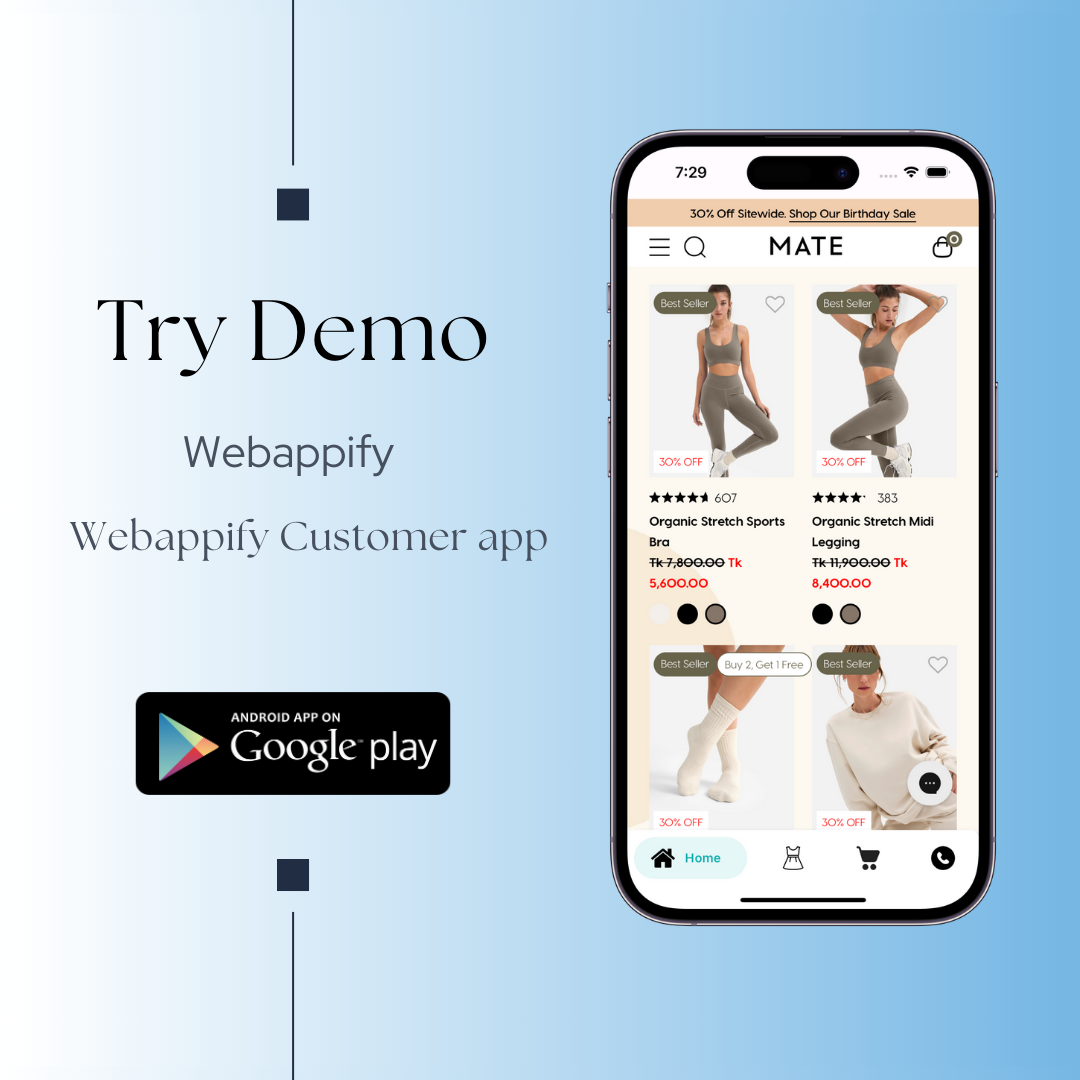 Try Demo
Webappify
Webappify Customer app
ANDROID APP ON
Google™ play
7:29
30% Off Sitewide. Shop Our Birthday Sale
MATE
0
Best Seller
Best Seller
30% OFF
30% OFF
607
383
Organic Stretch Sports
Bra
Organic Stretch Midi
Legging
Tk 7,800.00 Tk
5,600.00
Tk 11,900.00 Tk
8,400.00
Best Seller
Buy 2, Get 1 Free
Best Seller
30% OFF
30% OFF
Home